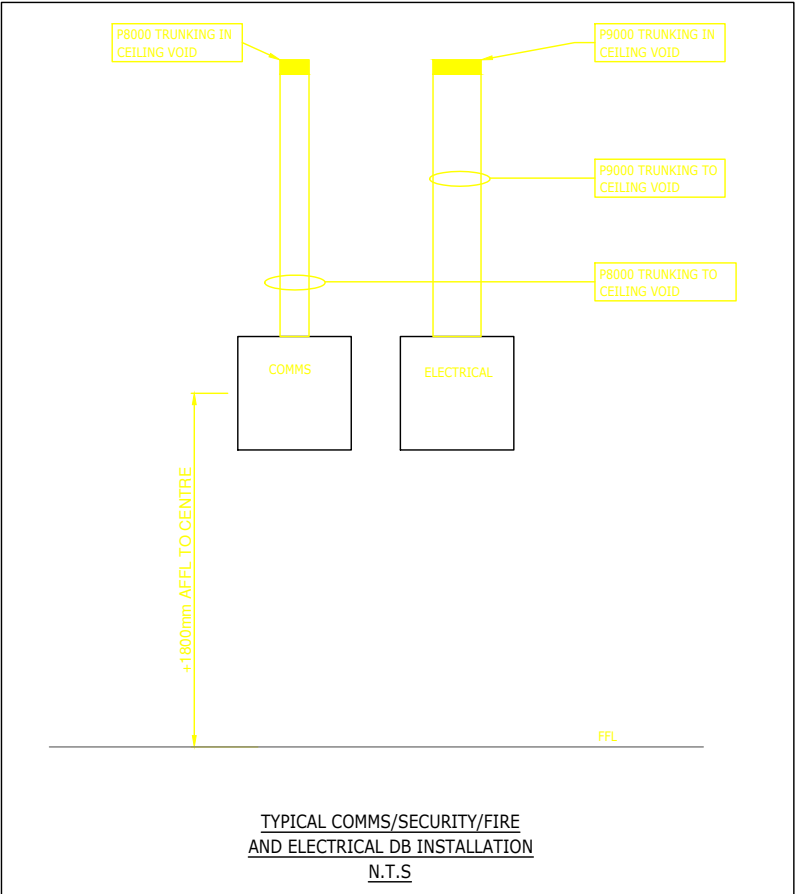 P8000 TRUNKING IN
CEILING VOID
P9000 TRUNKING IN
CEILING VOID
P9000 TRUNKING TO
CEILING VOID
P8000 TRUNKING TO
CEILING VOID
COMMS
ELECTRICAL
+1800mm AFFL TO CENTRE
FFL
TYPICAL COMMS/SECURITY/FIRE
AND ELECTRICAL DB INSTALLATION
N.T.S